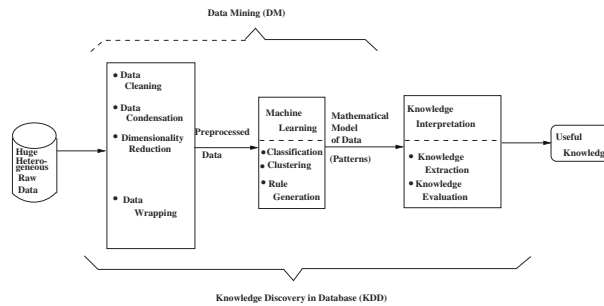 Data Mining (DM)
Huge
Hetero-
geneous
Raw
Data
Data
Cleaning
Data
Condensation
Dimensionality
Reduction
Data
Wrapping
Preprocessed
Data
Machine
Learning
Classification
Clustering
Rule
Generation
Mathematical
Model
of Data
(Patterns)
Knowledge
Interpretation
Knowledge
Extraction
Knowledge
Evaluation
Useful
Knowledge
Knowledge Discovery in Database (KDD)